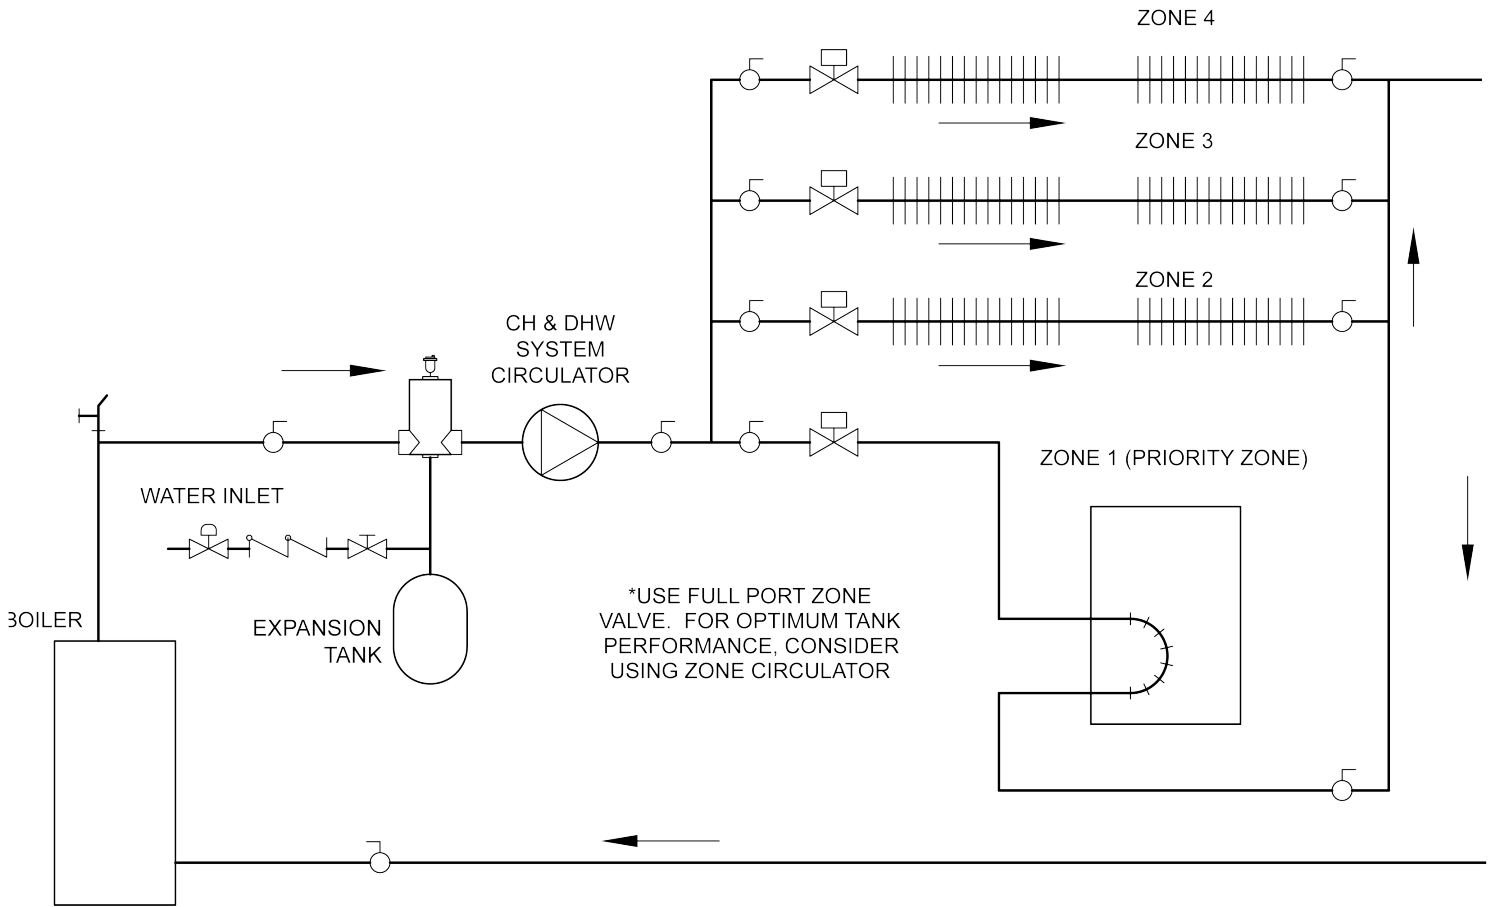 ZONE 4
ZONE 3
ZONE 2
CH & DHW
SYSTEM
CIRCULATOR
ZONE 1 (PRIORITY ZONE)
WATER INLET
*USE FULL PORT ZONE
VALVE. FOR OPTIMUM TANK
PERFORMANCE, CONSIDER
USING ZONE CIRCULATOR
BOILER
EXPANSION
TANK